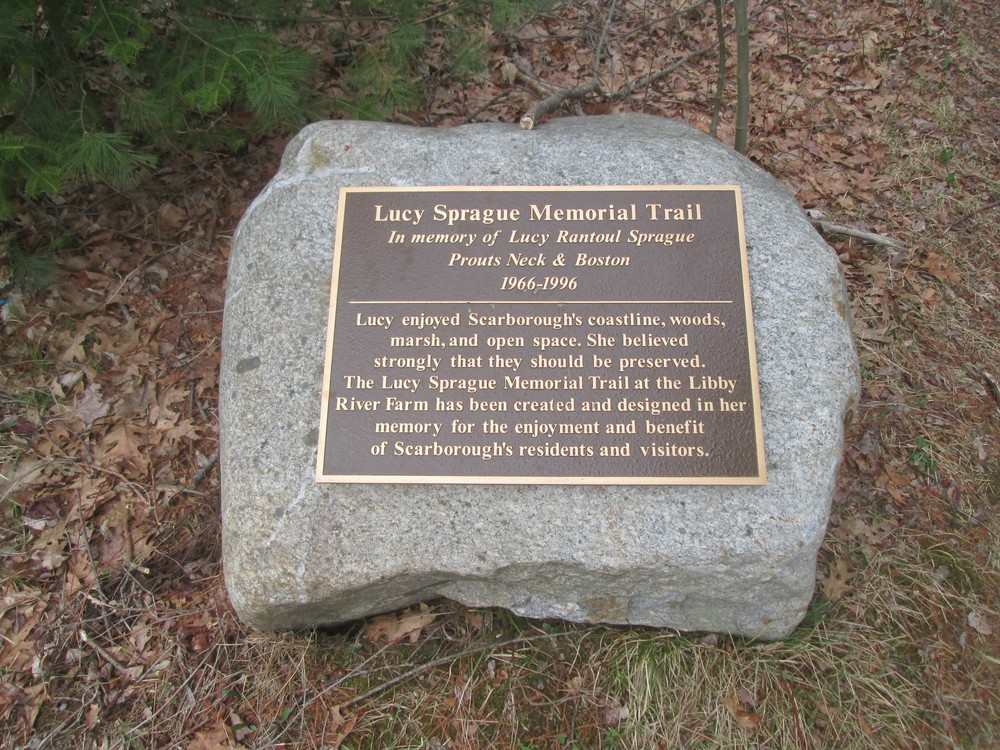 Lucy Sprague Memorial Trail
In memory of Lucy Rantoul Sprague
Prouts Neck & Boston
1966-1996
Lucy enjoyed Scarborough's coastline, woods,
marsh, and open space. She believed
strongly that they should be preserved.
The Lucy Sprague Memorial Trail at the Libby
River Farm has been created and designed in her
memory for the enjoyment and benefit
of Scarborough's residents and visitors.